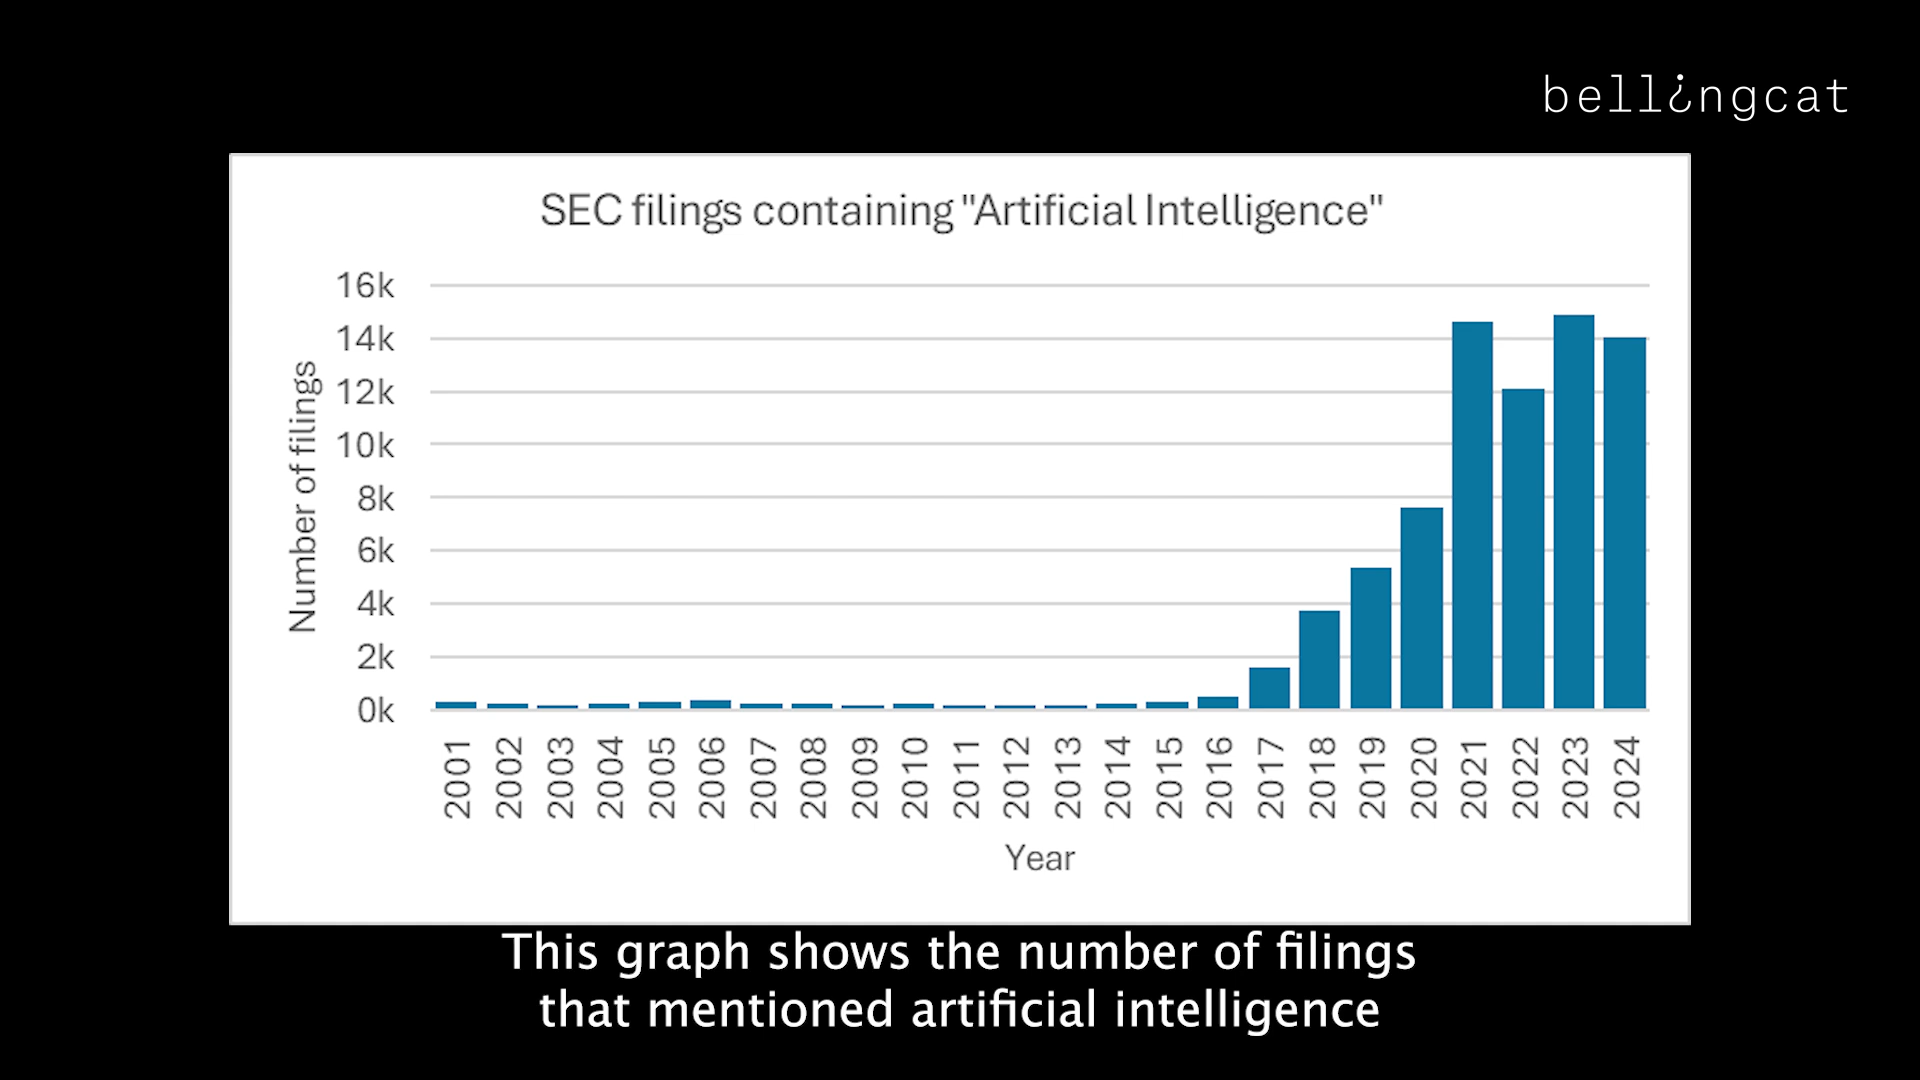 bell¿ngcat
SEC filings containing "Artificial Intelligence"
Number of filings
16k
14k
12k
10k
8k
6k
4k
2k
0k
2001
2002
2003
2004
2005
2006
2007
2008
2009
2010
2011
2012
2013
2014
2015
2016
2017
2018
2019
2020
2021
2022
2023
2024
Year
This graph shows the number of filings
that mentioned artificial intelligence